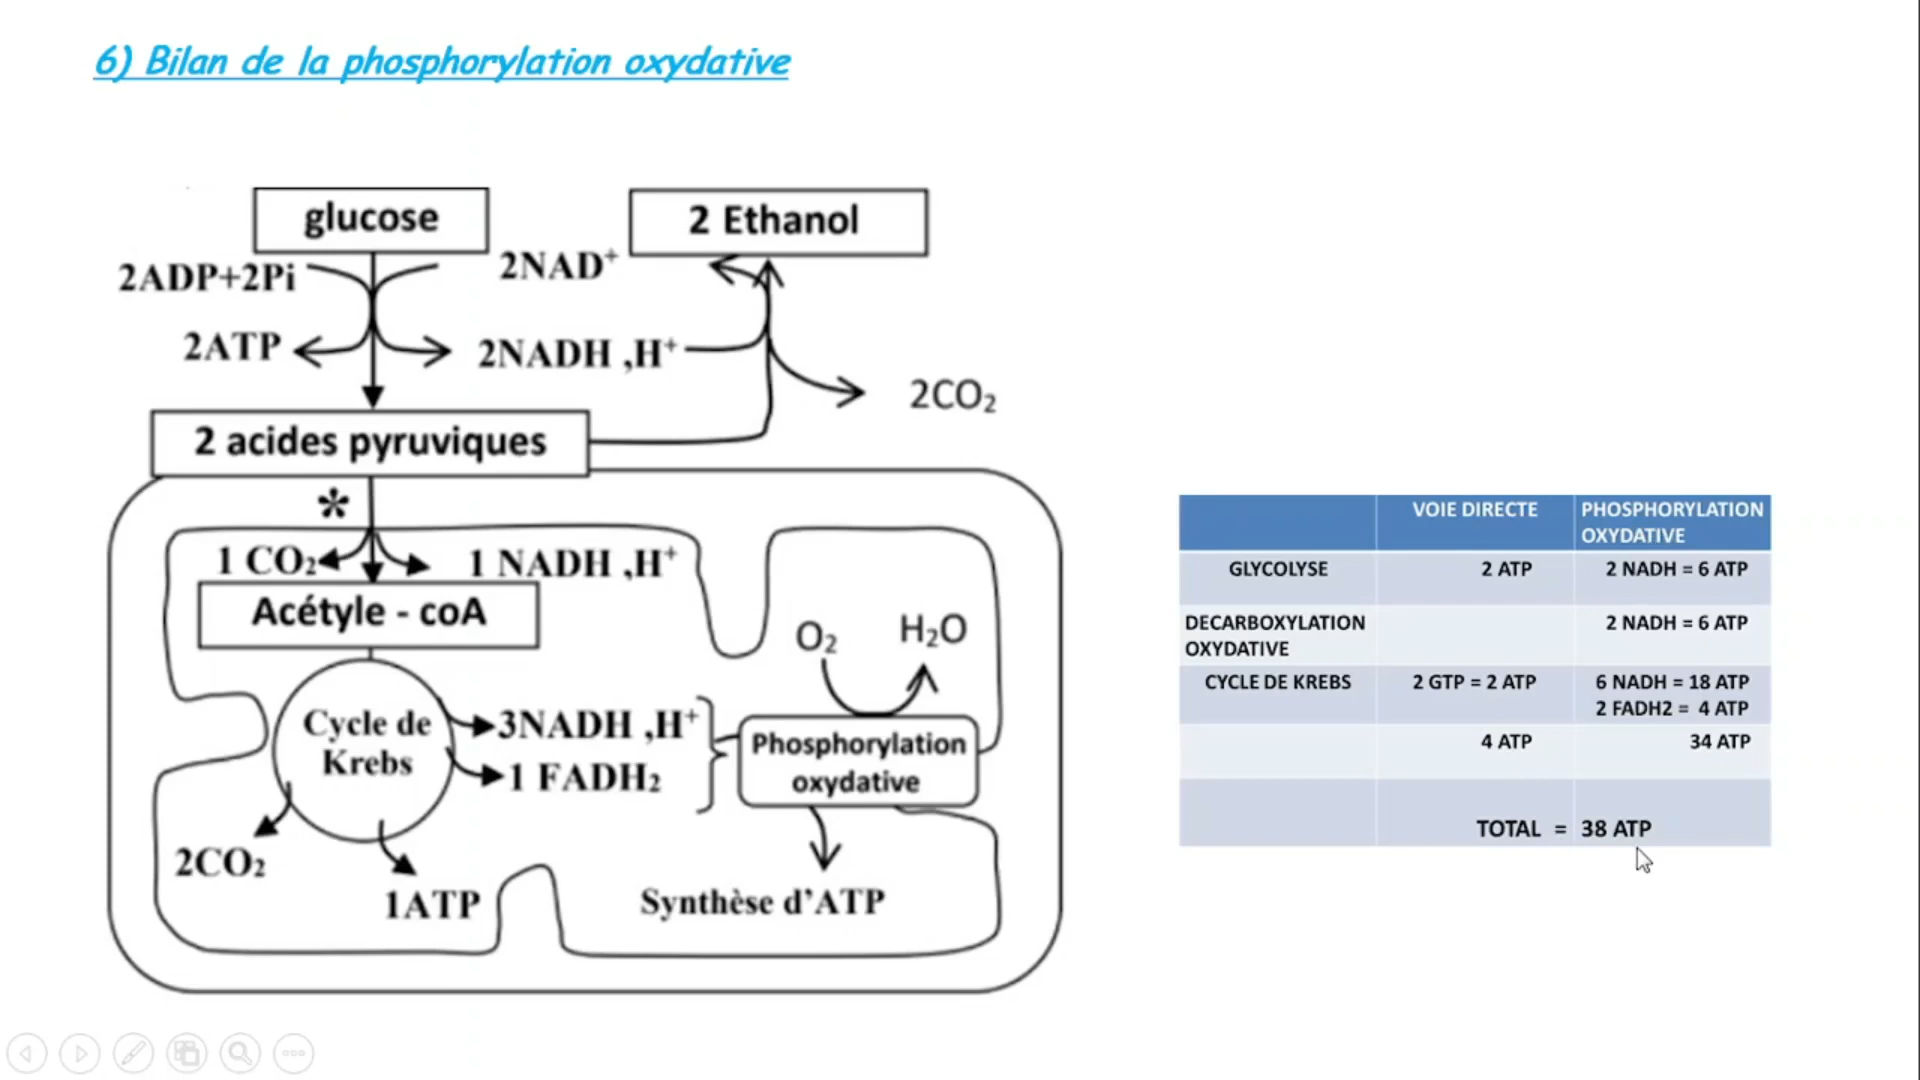 6) Bilan de la phosphorylation oxydative
glucose
2 Ethanol
2ADP+2Pi
2NAD⁺
2ATP
2NADH ,H⁺
2CO₂
2 acides pyruviques
*
1 CO₂
1 NADH ,H⁺
Acétyle - coA
O₂
H₂O
Cycle de
Krebs
3NADH ,H⁺
1 FADH₂
Phosphorylation
oxydative
2CO₂
1ATP
Synthèse d'ATP
VOIE DIRECTE
PHOSPHORYLATION
OXYDATIVE
GLYCOLYSE
2 ATP
2 NADH = 6 ATP
DECARBOXYLATION
OXYDATIVE
2 NADH = 6 ATP
CYCLE DE KREBS
2 GTP = 2 ATP
6 NADH = 18 ATP
2 FADH2 = 4 ATP
4 ATP
34 ATP
TOTAL = 38 ATP